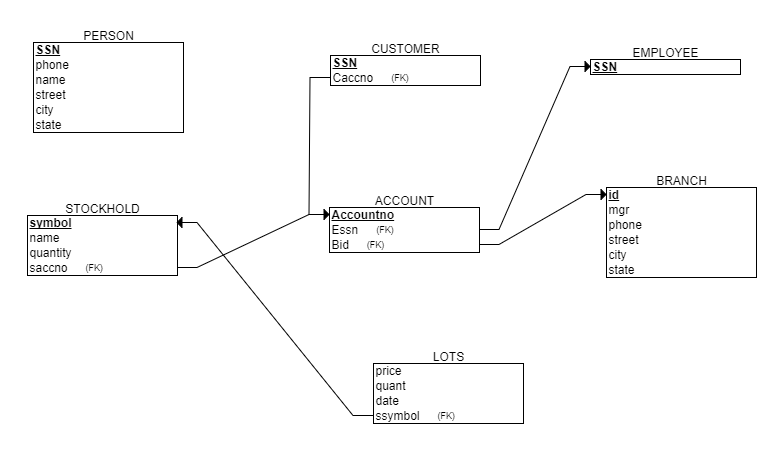 PERSON
SSN
phone
name
street
city
state
CUSTOMER
SSN
Caccno (FK)
EMPLOYEE
SSN
STOCKHOLD
symbol
name
quantity
saccno (FK)
ACCOUNT
Accountno
Essn (FK)
Bid (FK)
BRANCH
id
mgr
phone
street
city
state
LOTS
price
quant
date
ssymbol (FK)